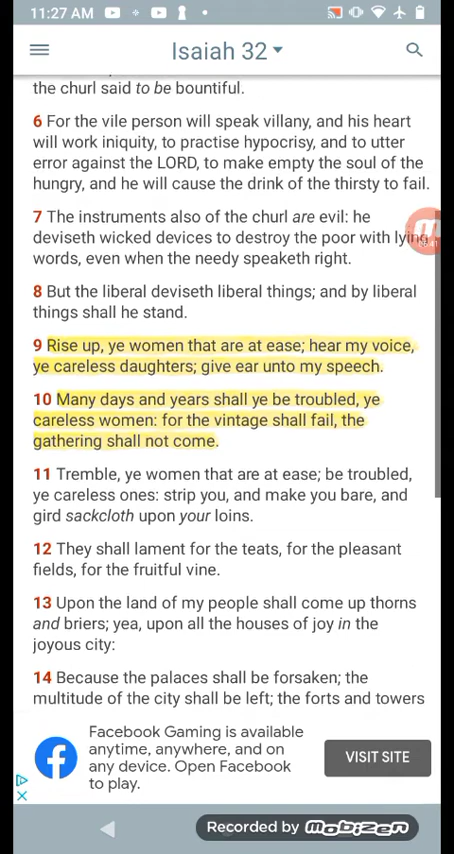 11:27 AM
Isaiah 32
the churl said to be bountiful.
6 For the vile person will speak villany, and his heart
will work iniquity, to practise hypocrisy, and to utter
error against the LORD, to make empty the soul of the
hungry, and he will cause the drink of the thirsty to fail.
7 The instruments also of the churl are evil: he
deviseth wicked devices to destroy the poor with lying
words, even when the needy speaketh right.
8 But the liberal deviseth liberal things; and by liberal
things shall he stand.
9 Rise up, ye women that are at ease; hear my voice,
ye careless daughters; give ear unto my speech.
10 Many days and years shall ye be troubled, ye
careless women: for the vintage shall fail, the
gathering shall not come.
11 Tremble, ye women that are at ease; be troubled,
ye careless ones: strip you, and make you bare, and
gird sackcloth upon your loins.
12 They shall lament for the teats, for the pleasant
fields, for the fruitful vine.
13 Upon the land of my people shall come up thorns
and briers; yea, upon all the houses of joy in the
joyous city:
14 Because the palaces shall be forsaken; the
multitude of the city shall be left; the forts and towers
Facebook Gaming is available
anytime, anywhere, and on
any device. Open Facebook
to play.
VISIT SITE
Recorded by Mobizen